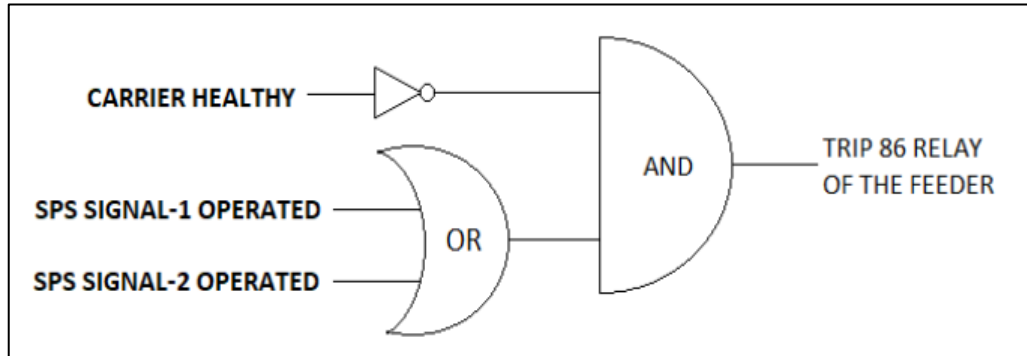 CARRIER HEALTHY
SPS SIGNAL-1 OPERATED
SPS SIGNAL-2 OPERATED
OR
AND
TRIP 86 RELAY
OF THE FEEDER